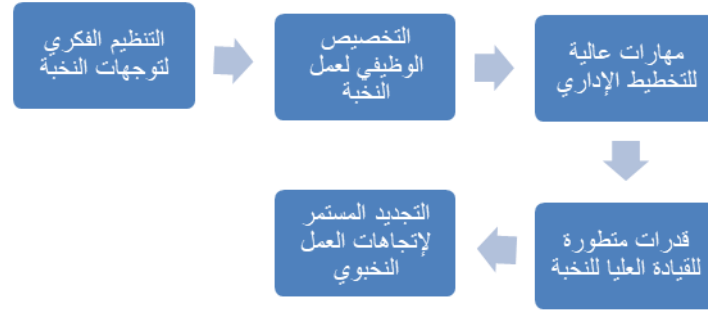 التنظيم الفكري
لتوجهات النخبة
التخصيص
الوظيفي لعمل
النخبة
مهارات عالية
للتخطيط الإداري
قدرات متطورة
للقيادة العليا للنخبة
التجديد المستمر
لإتجاهات العمل
النخبوي